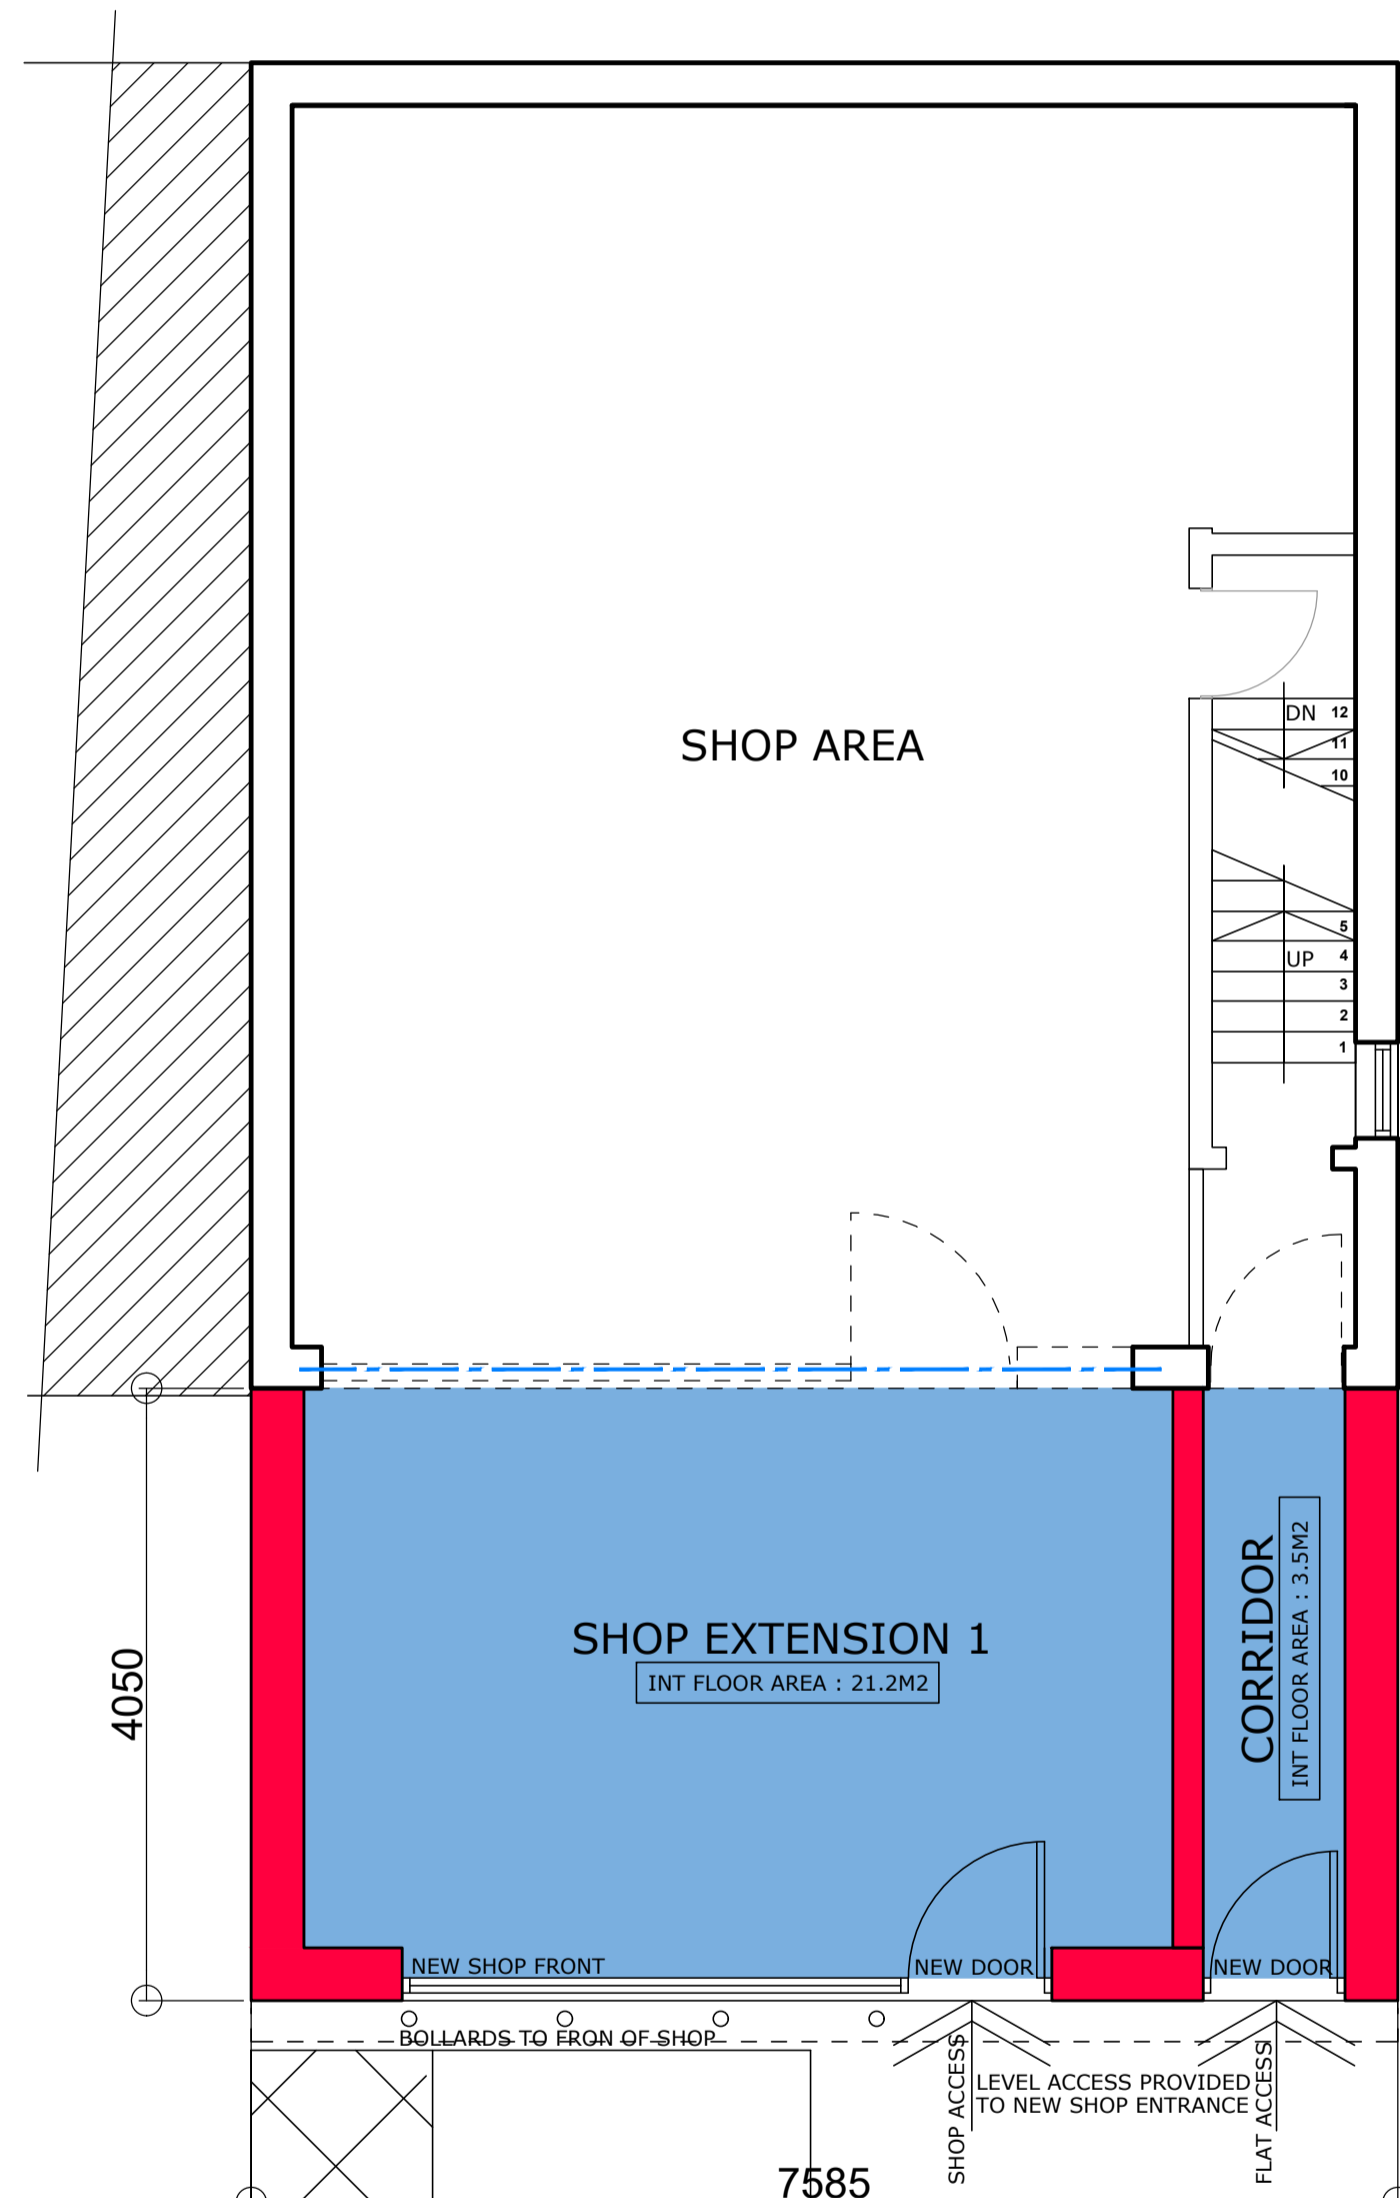 SHOP AREA
DN 12
11
10
5
UP 4
3
2
1
SHOP EXTENSION 1
INT FLOOR AREA : 21.2M2
CORRIDOR
INT FLOOR AREA : 3.5M2
4050
NEW SHOP FRONT
NEW DOOR
NEW DOOR
BOLLARDS TO FRON OF SHOP
SHOP ACCESS
LEVEL ACCESS PROVIDED
TO NEW SHOP ENTRANCE
FLAT ACCESS
7585